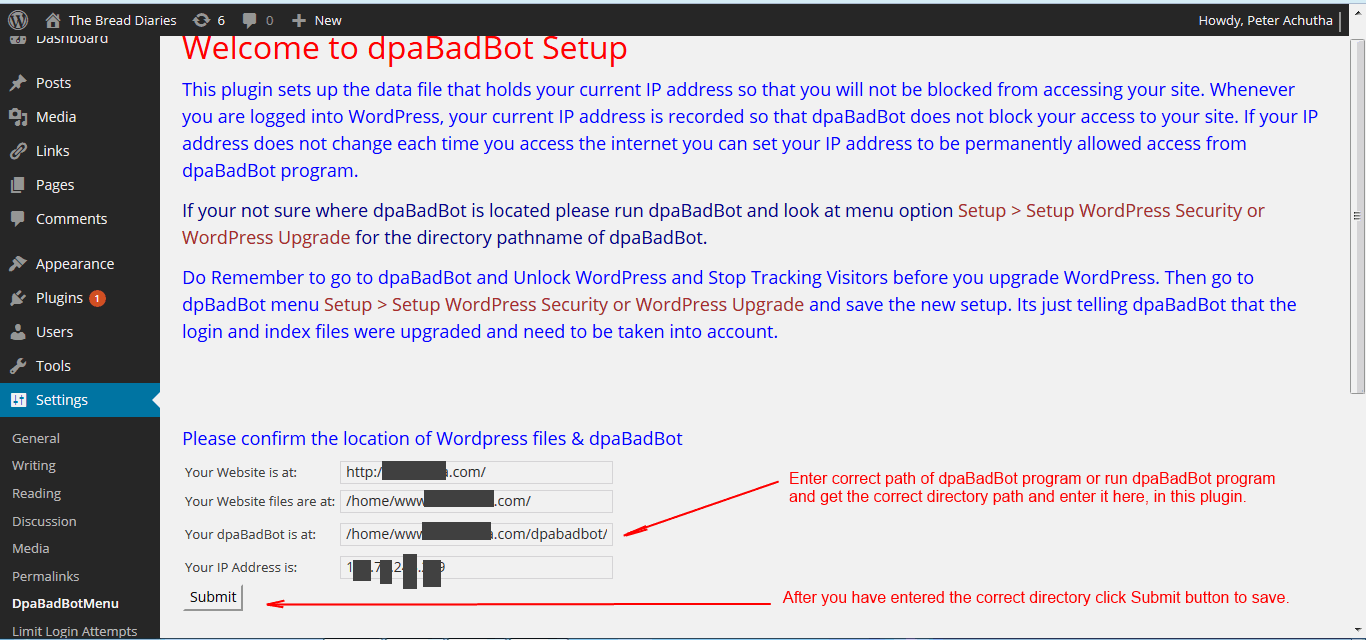 The Bread Diaries 6 0 New Howdy, Peter Achutha
Dashboard
Posts
Media
Links
Pages
Comments
Appearance
Plugins 1
Users
Tools
Settings
General
Writing
Reading
Discussion
Media
Permalinks
DpaBadBotMenu
Limit Login Attempts
Welcome to dpaBadBot Setup
This plugin sets up the data file that holds your current IP address so that you will not be blocked from accessing your site. Whenever
you are logged into WordPress, your current IP address is recorded so that dpaBadBot does not block your access to your site. If your IP
address does not change each time you access the internet you can set your IP address to be permanently allowed access from
dpaBadBot program.
If your not sure where dpaBadBot is located please run dpaBadBot and look at menu option Setup > Setup WordPress Security or
WordPress Upgrade for the directory pathname of dpaBadBot.
Do Remember to go to dpaBadBot and Unlock WordPress and Stop Tracking Visitors before you upgrade WordPress. Then go to
dpBadBot menu Setup > Setup WordPress Security or WordPress Upgrade and save the new setup. Its just telling dpaBadBot that the
login and index files were upgraded and need to be taken into account.
Please confirm the location of Wordpress files & dpaBadBot
Your Website is at: http:/ .com/
Your Website files are at: /home/www .com/
Your dpaBadBot is at: /home/www .com/dpabadbot/
Your IP Address is:
Submit
Enter correct path of dpaBadBot program or run dpaBadBot program
and get the correct directory path and enter it here, in this plugin.
After you have entered the correct directory click Submit button to save.